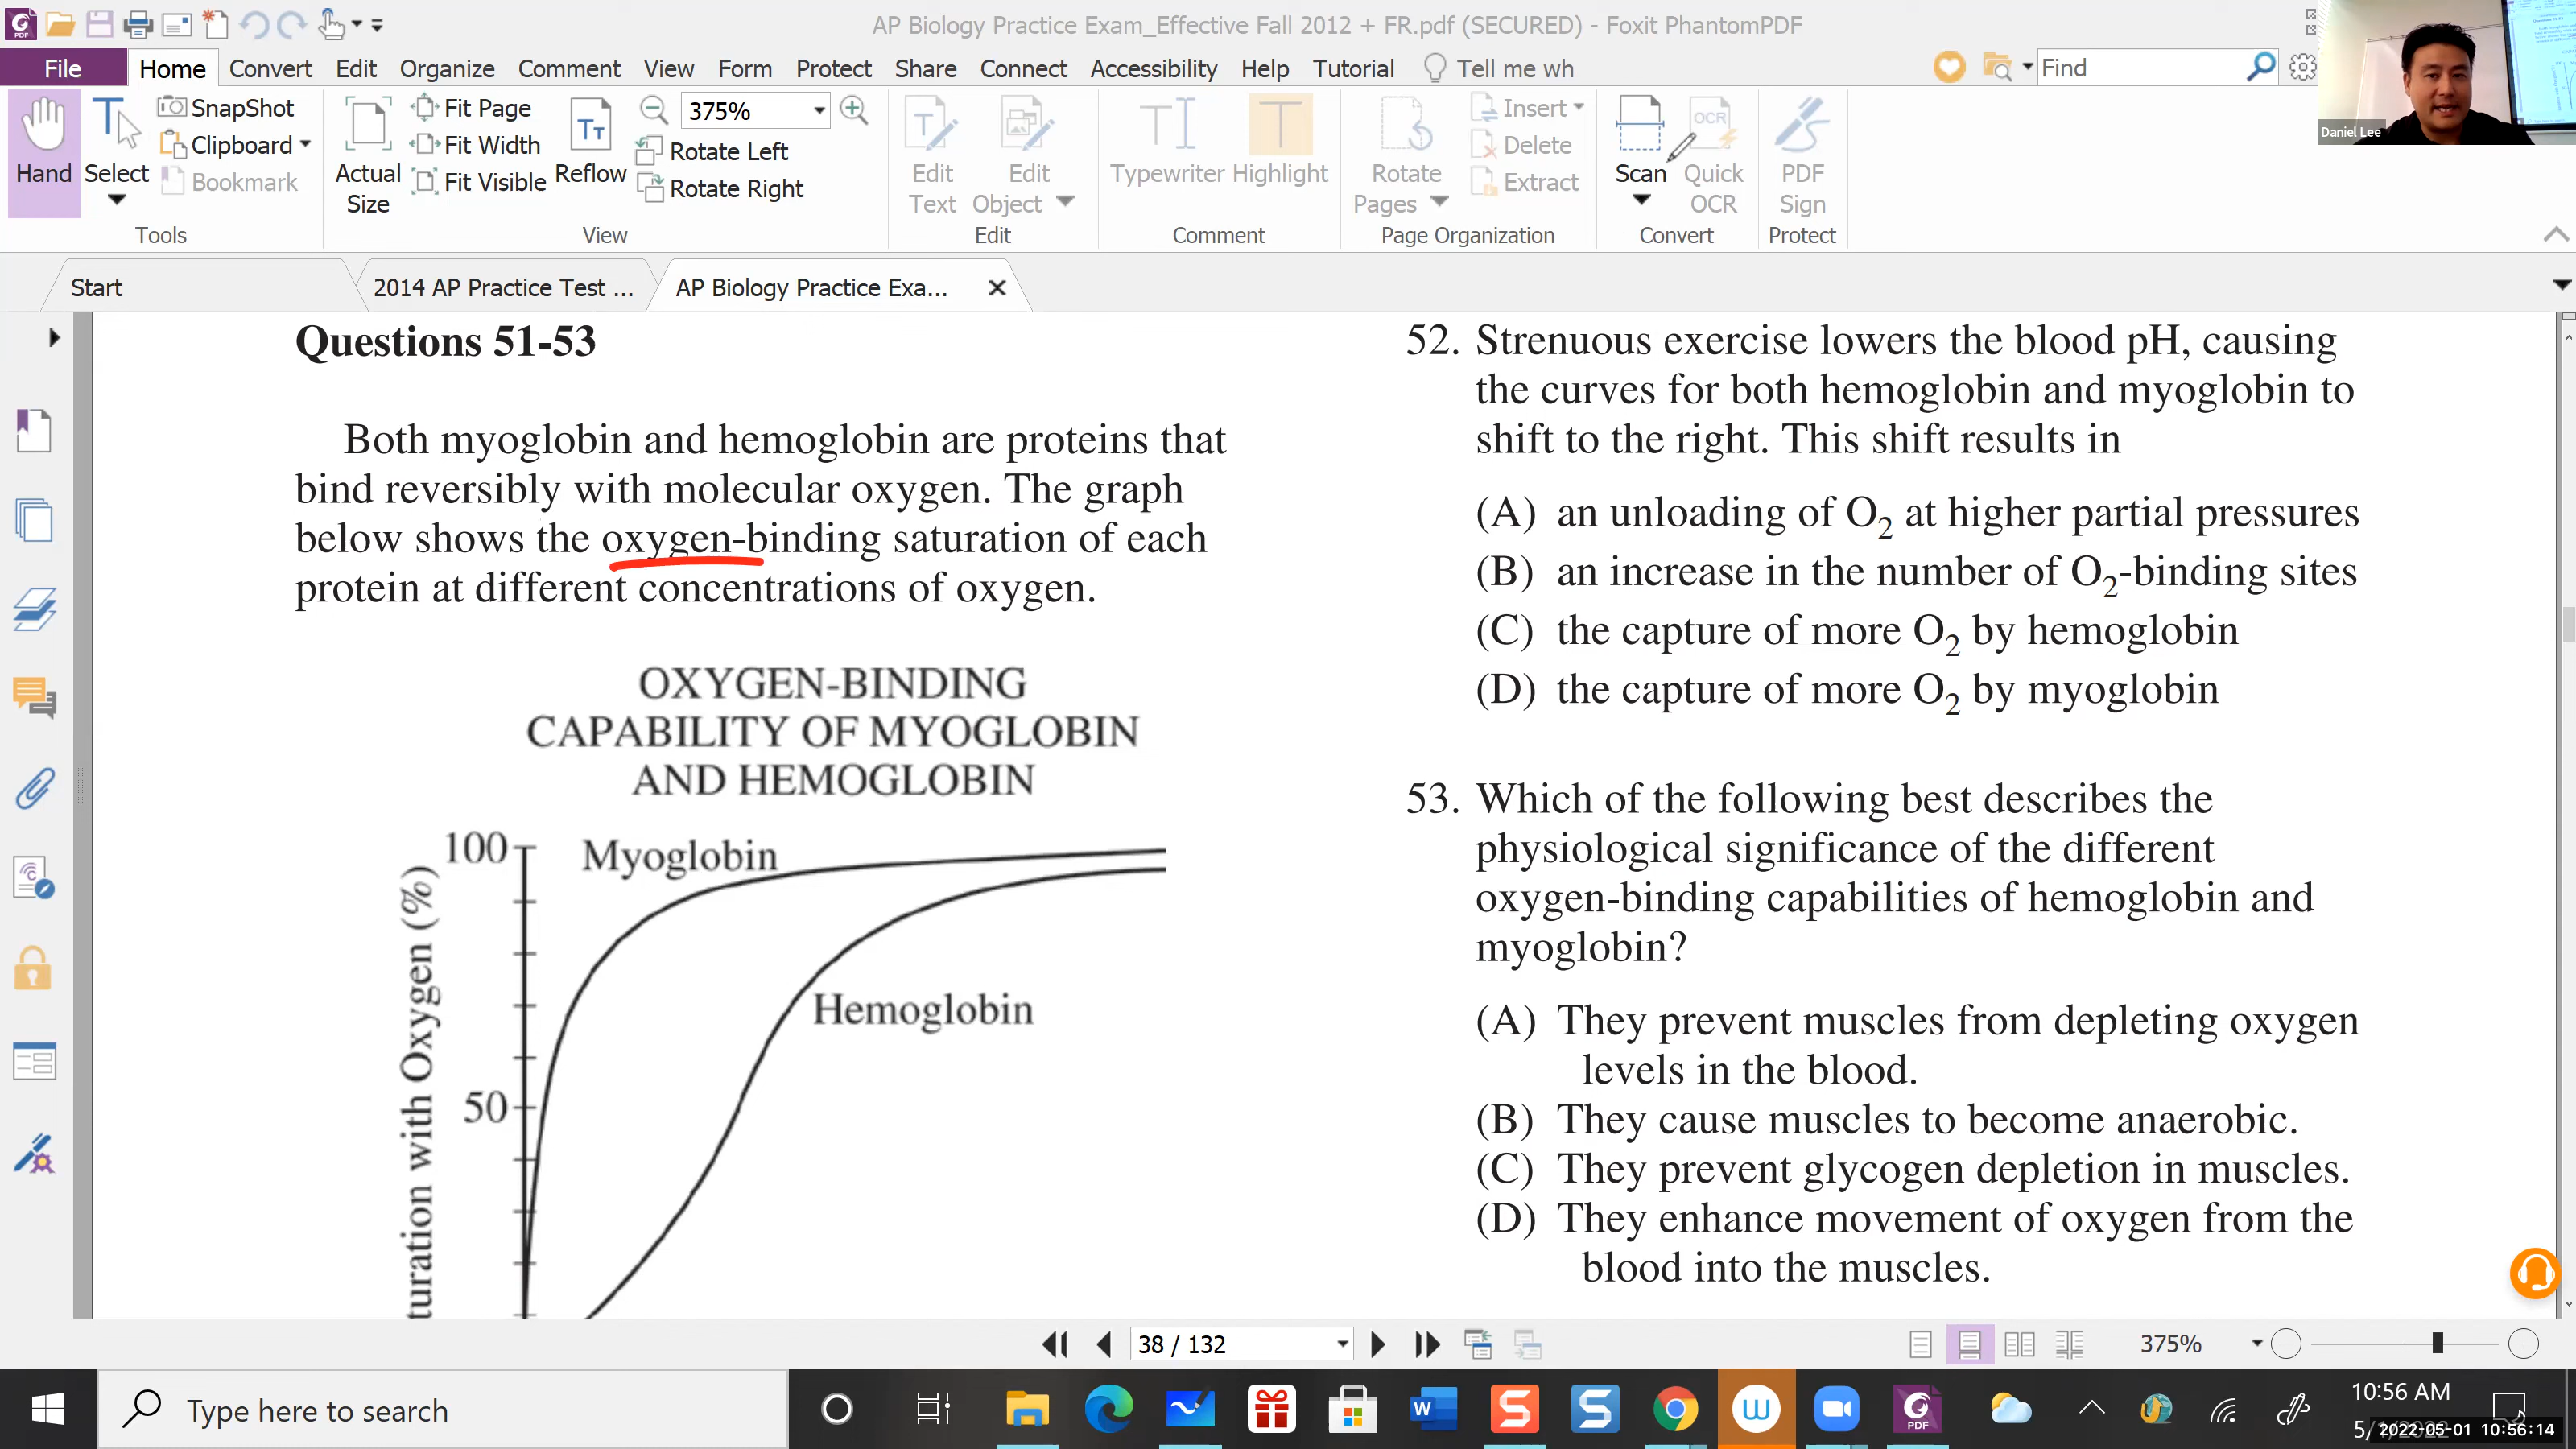 AP Biology Practice Exam_Effective Fall 2012 + FR.pdf (SECURED) - Foxit PhantomPDF
File Home Convert Edit Organize Comment View Form Protect Share Connect Accessibility Help Tutorial Tell me wh Find
Hand
Select
SnapShot
Clipboard
Bookmark
Tools
Actual Size
Fit Page
Fit Width
Fit Visible
Reflow
375%
Rotate Left
Rotate Right
View
Edit Text
Edit Object
Edit
Typewriter
Highlight
Comment
Rotate Pages
Insert
Delete
Extract
Page Organization
Scan
OCR
Quick OCR
Convert
PDF Sign
Protect
Daniel Lee
Start
2014 AP Practice Test ...
AP Biology Practice Exa...
Questions 51-53
Both myoglobin and hemoglobin are proteins that
bind reversibly with molecular oxygen. The graph
below shows the oxygen-binding saturation of each
protein at different concentrations of oxygen.
OXYGEN-BINDING
CAPABILITY OF MYOGLOBIN
AND HEMOGLOBIN
100
Myoglobin
Hemoglobin
50
turation with Oxygen (%)
52. Strenuous exercise lowers the blood pH, causing
the curves for both hemoglobin and myoglobin to
shift to the right. This shift results in
(A) an unloading of O2 at higher partial pressures
(B) an increase in the number of O2-binding sites
(C) the capture of more O2 by hemoglobin
(D) the capture of more O2 by myoglobin
53. Which of the following best describes the
physiological significance of the different
oxygen-binding capabilities of hemoglobin and
myoglobin?
(A) They prevent muscles from depleting oxygen
levels in the blood.
(B) They cause muscles to become anaerobic.
(C) They prevent glycogen depletion in muscles.
(D) They enhance movement of oxygen from the
blood into the muscles.
38 / 132
375%
Type here to search
10:56 AM
2022-05-01 10:56:14